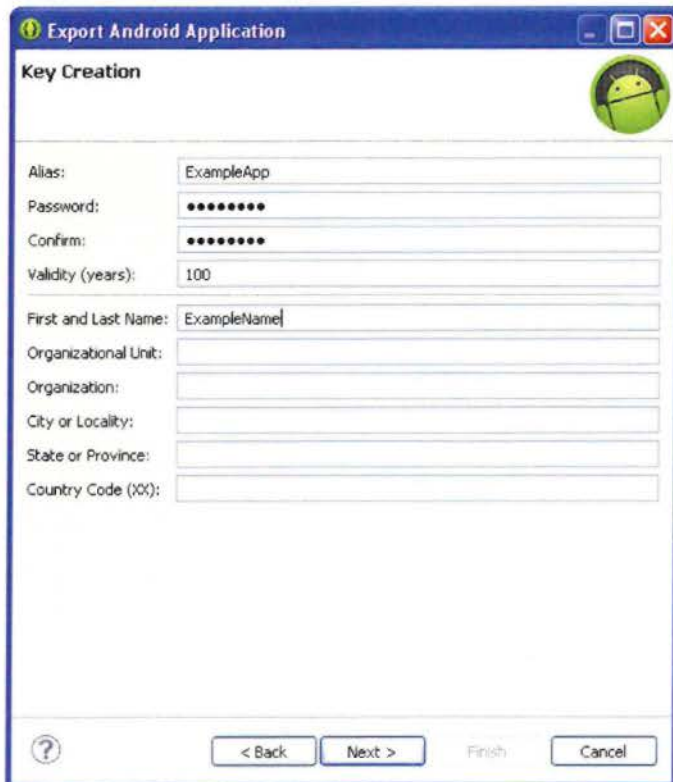 Export Android Application
Key Creation
Alias: ExampleApp
Password: ••••••••
Confirm: ••••••••
Validity (years): 100
First and Last Name: ExampleName
Organizational Unit:
Organization:
City or Locality:
State or Province:
Country Code (XX):
? < Back Next > Finish Cancel